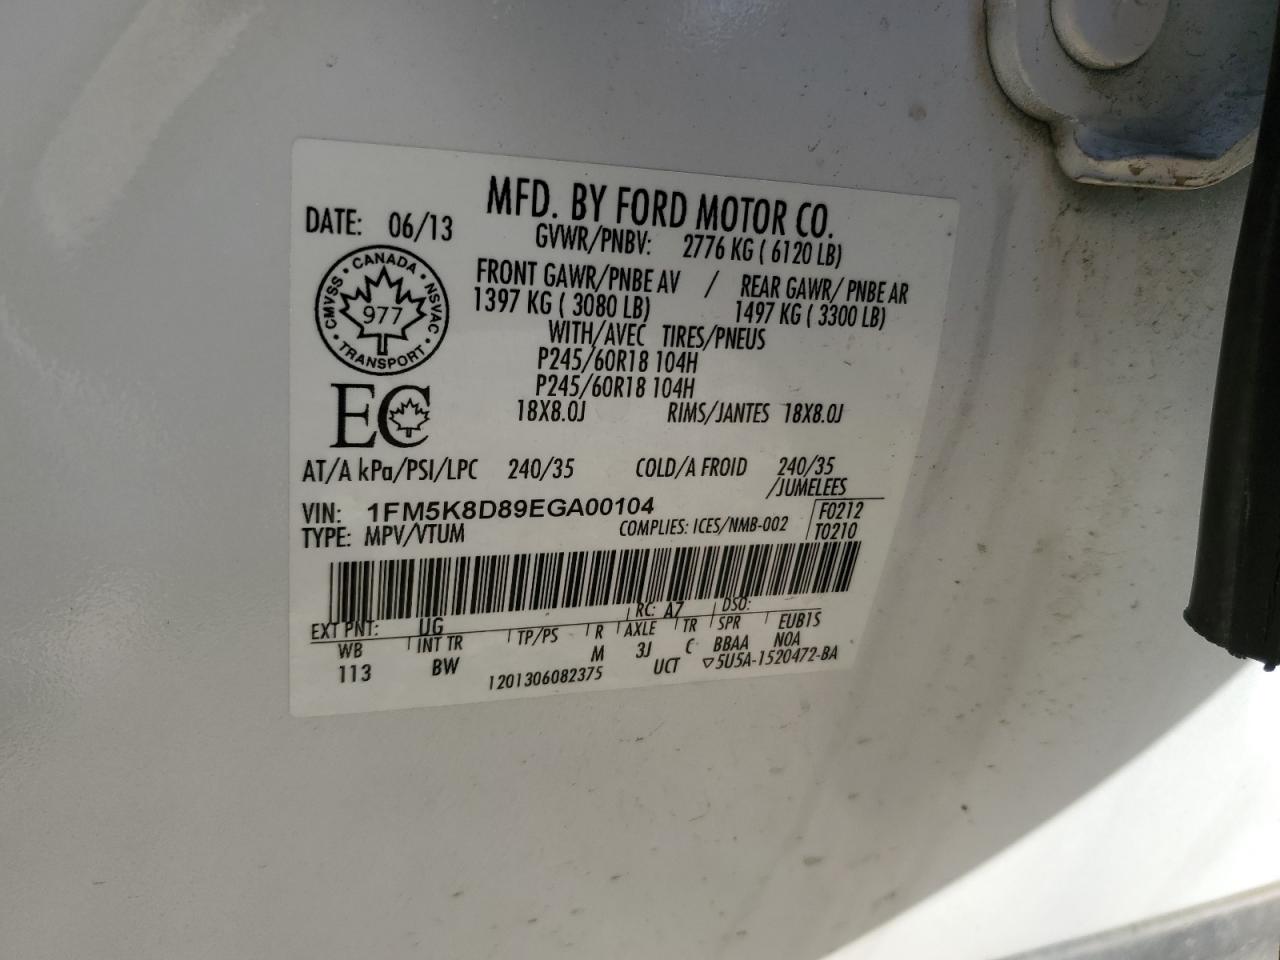 MFD. BY FORD MOTOR CO.
DATE: 06/13
GVWR/PNBV: 2776 KG ( 6120 LB)
FRONT GAWR/PNBE AV / REAR GAWR/ PNBE AR
1397 KG ( 3080 LB) 1497 KG ( 3300 LB)
WITH/AVEC TIRES/PNEUS
P245/60R18 104H
P245/60R18 104H
18X8.0J RIMS/JANTES 18X8.0J
CMVSS · CANADA · NSVAC · TRANSPORT ·
977
EC
AT/A kPa/PSI/LPC 240/35 COLD/A FROID 240/35
/JUMELEES
VIN: 1FM5K8D89EGA00104
F0212
TYPE: MPV/VTUM COMPLIES: ICES/NMB-002 T0210
EXT PNT: UG RC: A7 DSO:
WB INT TR TP/PS R AXLE TR SPR EUB1S
113 BW M 3J C BBAA N0A
1201306082375 UCT ▽5U5A-1520472-BA